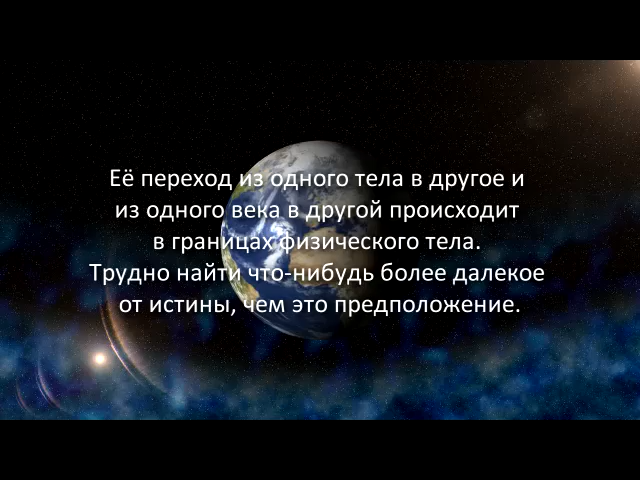 Её переход из одного тела в другое и
из одного века в другой происходит
в границах физического тела.
Трудно найти что-нибудь более далекое
от истины, чем это предположение.